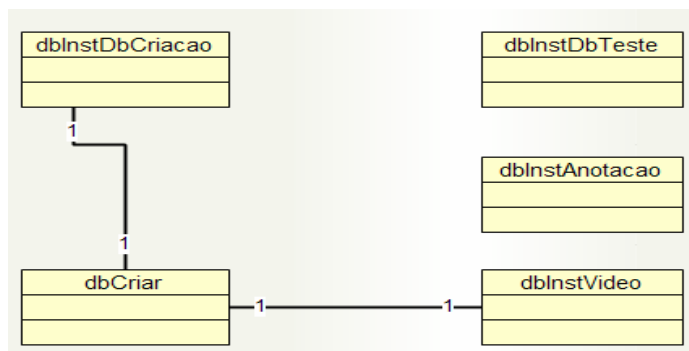 dbInstDbCriacao
dbInstDbTeste
1
dbInstAnotacao
1
dbCriar
dbInstVideo
1
1